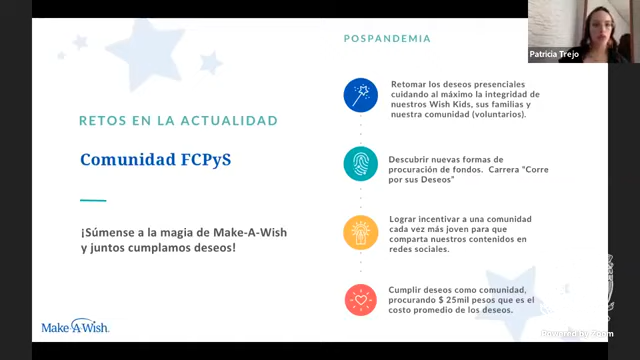 RETOS EN LA ACTUALIDAD
Comunidad FCPyS
¡Súmense a la magia de Make-A-Wish
y juntos cumplamos deseos!
Make-A-Wish.
POSPANDEMIA
Retomar los deseos presenciales
cuidando al máximo la integridad de
nuestros Wish Kids, sus familias y
nuestra comunidad (voluntarios).
Descubrir nuevas formas de
procuración de fondos. Carrera “Corre
por sus Deseos”
Lograr incentivar a una comunidad
cada vez más joven para que
comparta nuestros contenidos en
redes sociales.
Cumplir deseos como comunidad,
procurando $ 25mil pesos que es el
costo promedio de los deseos.
Patricia Trejo
Powered by Zoom